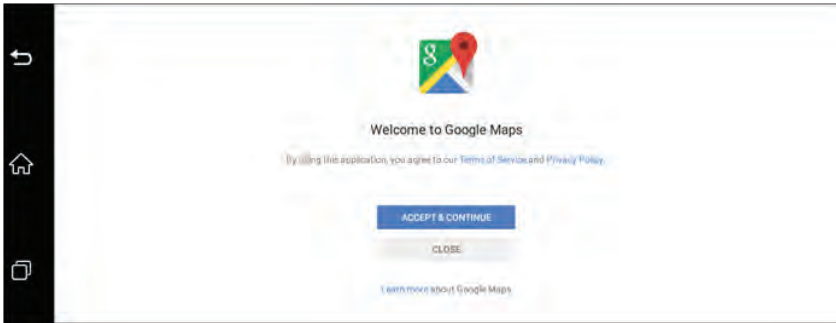 g
Welcome to Google Maps
By using this application, you agree to our Terms of Service and Privacy Policy.
ACCEPT & CONTINUE
CLOSE
Learn more about Google Maps